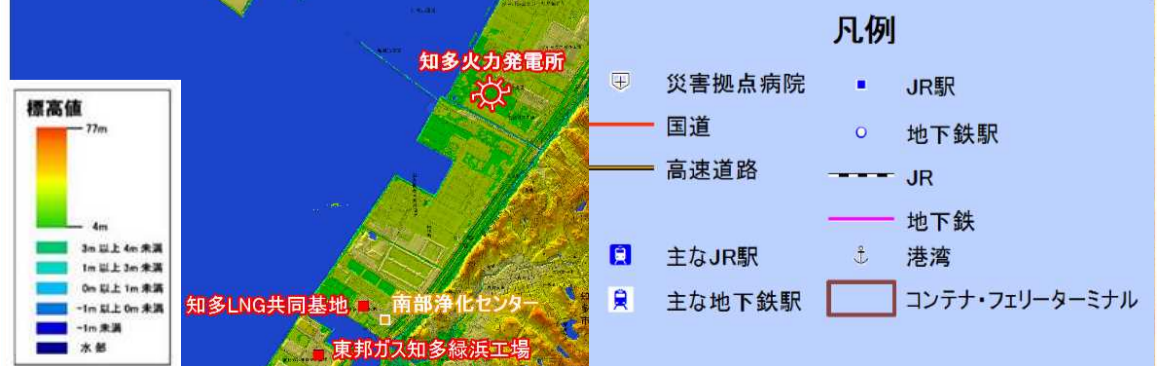 知多火力発電所
標高値
77m
4m
3m 以上 4m 未満
1m 以上 3m 未満
0m 以上 1m 未満
-1m 以上 0m 未満
-1m 未満
水部
知多LNG共同基地
南部浄化センター
東邦ガス知多緑浜工場
凡例
災害拠点病院
国道
高速道路
主なJR駅
主な地下鉄駅
JR駅
地下鉄駅
JR
地下鉄
港湾
コンテナ・フェリーターミナル